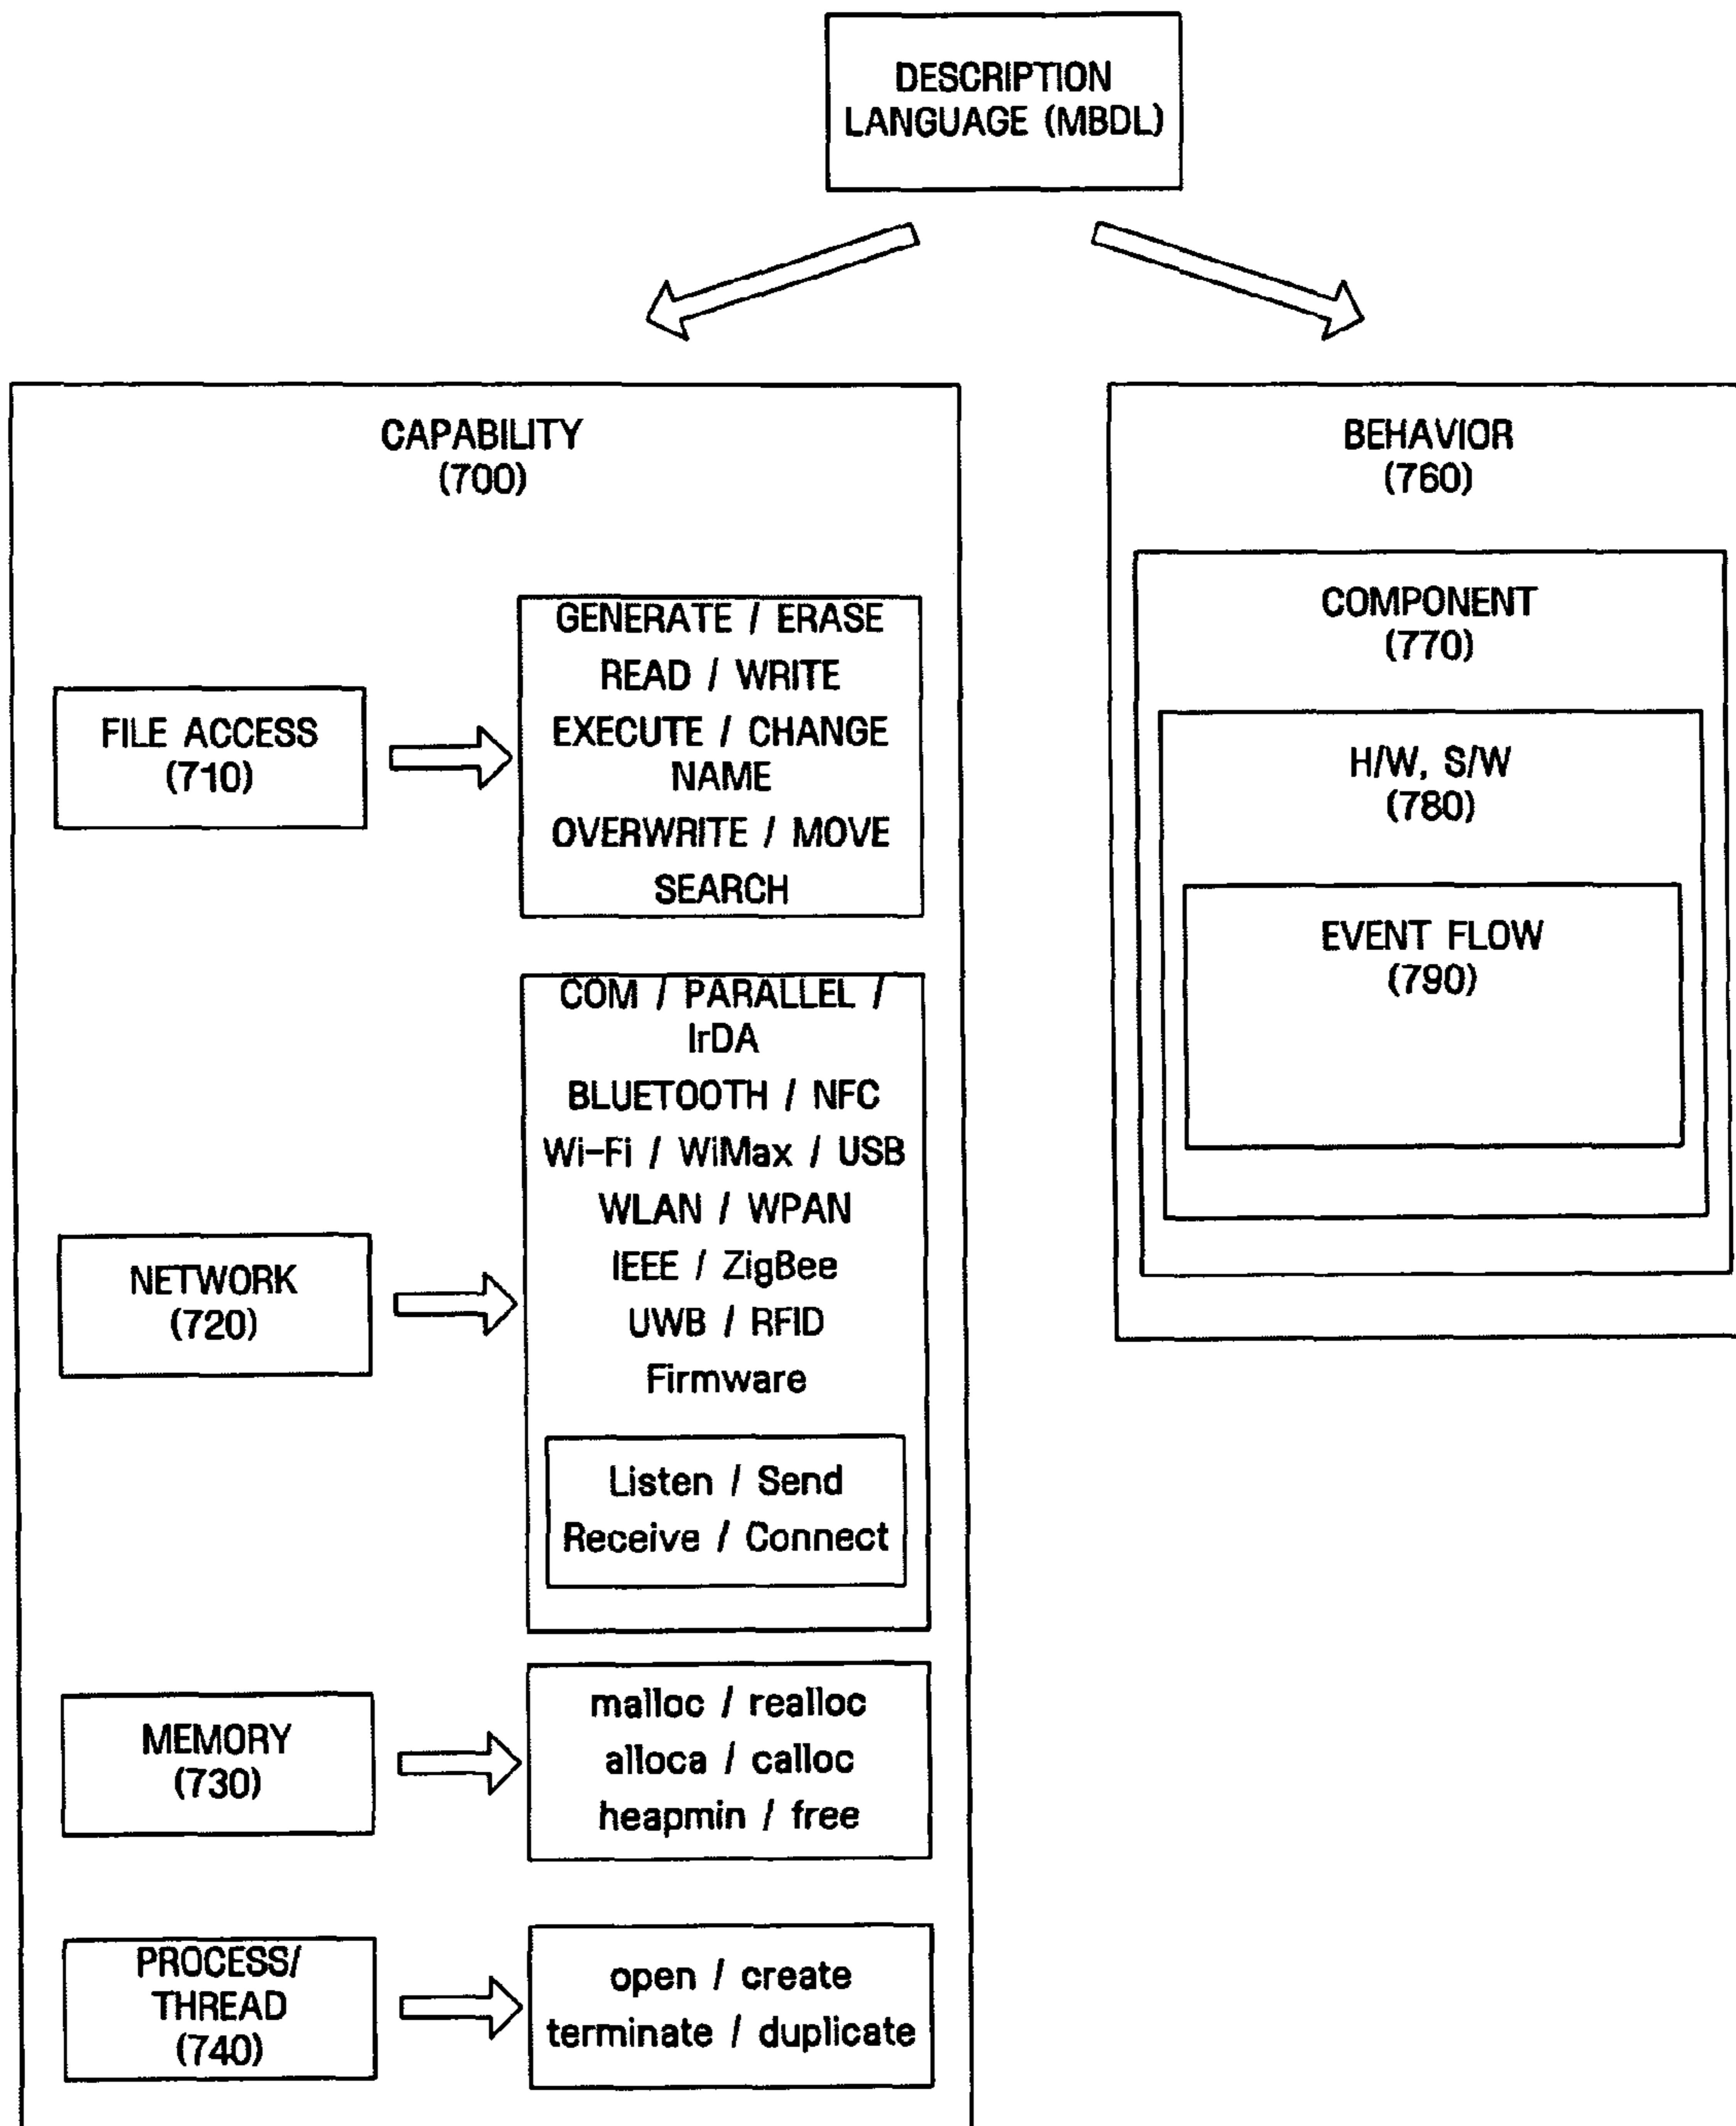 DESCRIPTION
LANGUAGE (MBDL)
CAPABILITY
(700)
FILE ACCESS
(710)
GENERATE / ERASE
READ / WRITE
EXECUTE / CHANGE
NAME
OVERWRITE / MOVE
SEARCH
NETWORK
(720)
COM / PARALLEL /
IrDA
BLUETOOTH / NFC
Wi-Fi / WiMax / USB
WLAN / WPAN
IEEE / ZigBee
UWB / RFID
Firmware
Listen / Send
Receive / Connect
MEMORY
(730)
malloc / realloc
alloca / calloc
heapmin / free
PROCESS/
THREAD
(740)
open / create
terminate / duplicate
BEHAVIOR
(760)
COMPONENT
(770)
H/W, S/W
(780)
EVENT FLOW
(790)